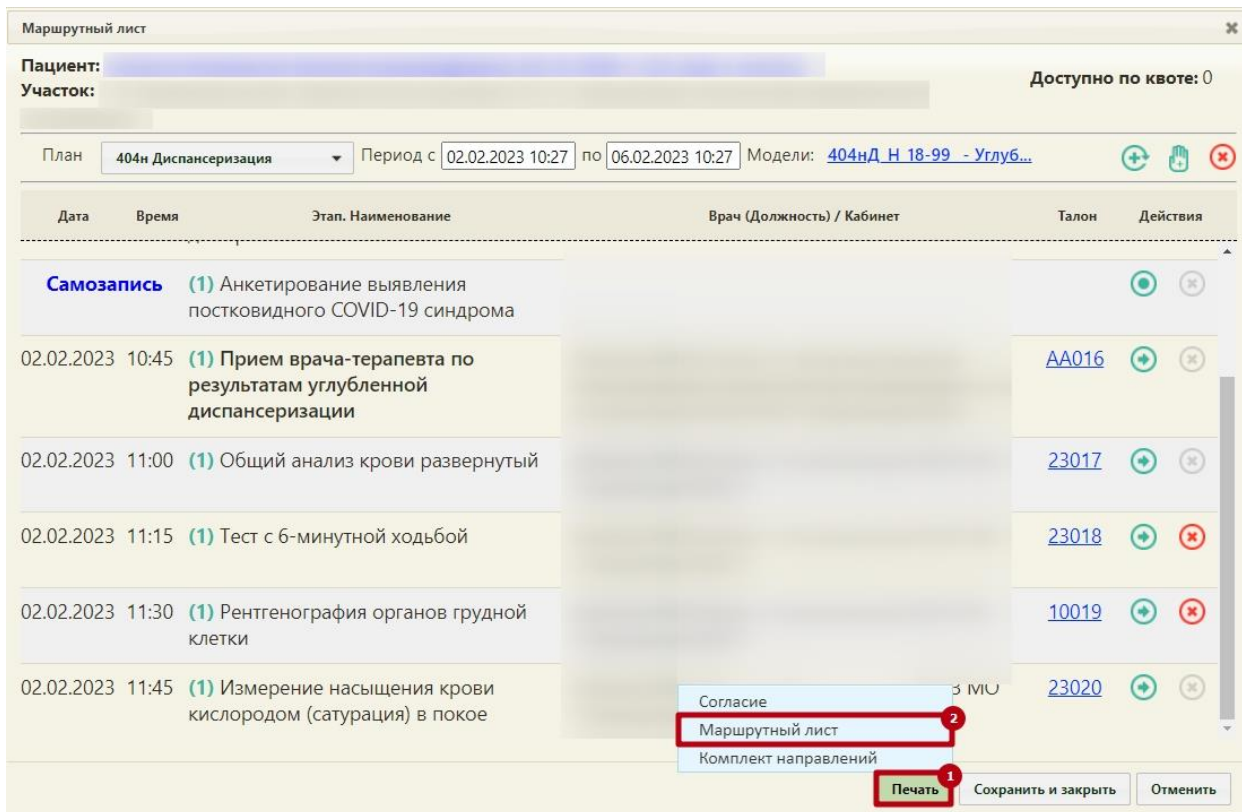 Маршрутный лист
Пациент:
Участок:
Доступно по квоте: 0
План 404н Диспансеризация Период с 02.02.2023 10:27 по 06.02.2023 10:27 Модели: 404нД_Н_18-99_ - Углуб...
Дата Время Этап. Наименование Врач (Должность) / Кабинет Талон Действия
Самозапись (1) Анкетирование выявления
постковидного COVID-19 синдрома
02.02.2023 10:45 (1) Прием врача-терапевта по AA016
результатам углубленной
диспансеризации
02.02.2023 11:00 (1) Общий анализ крови развернутый 23017
02.02.2023 11:15 (1) Тест с 6-минутной ходьбой 23018
02.02.2023 11:30 (1) Рентгенография органов грудной 10019
клетки
02.02.2023 11:45 (1) Измерение насыщения крови МО 23020
кислородом (сатурация) в покое
Согласие
Маршрутный лист 2
Комплект направлений
Печать 1 Сохранить и закрыть Отменить